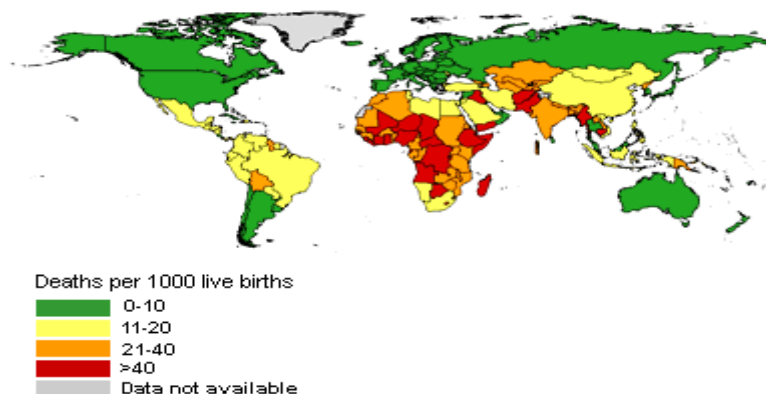 Deaths per 1000 live births
0-10
11-20
21-40
>40
Data not available